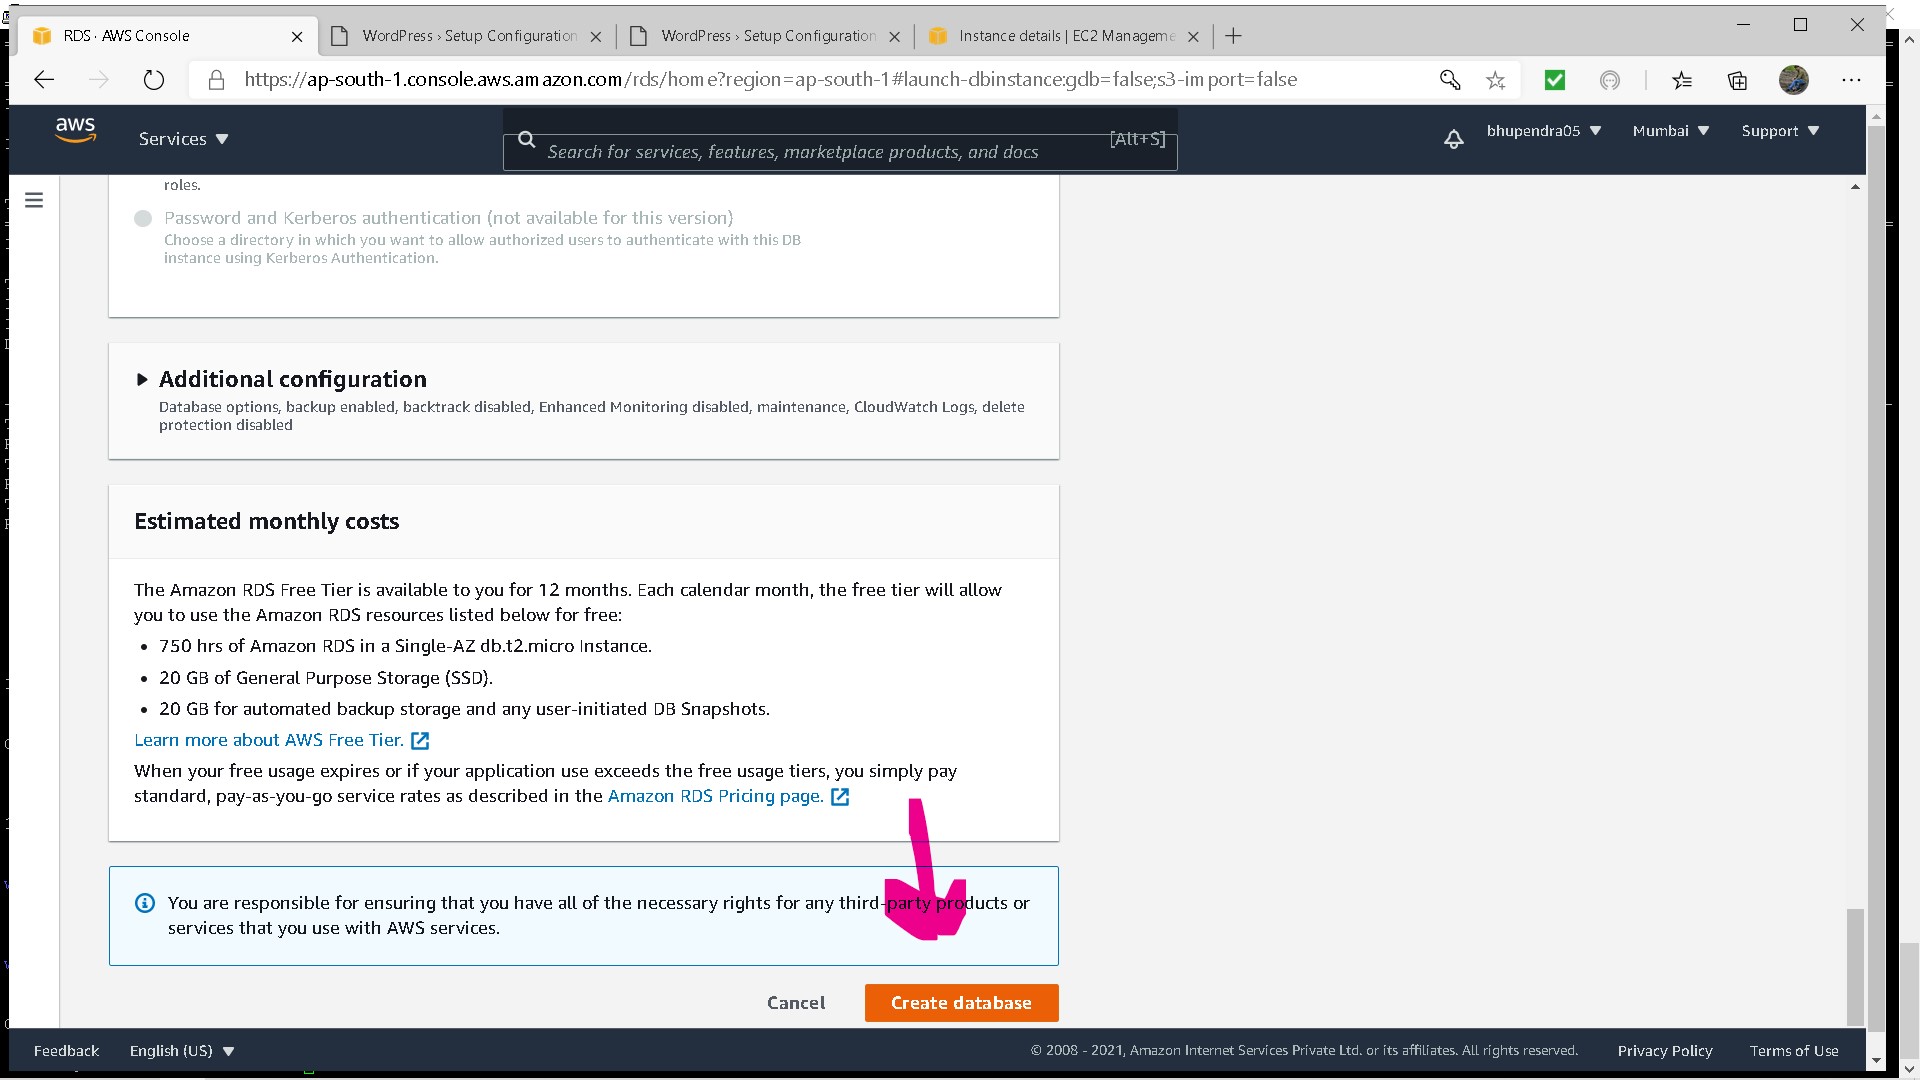 RDS · AWS Console
WordPress › Setup Configuration
WordPress › Setup Configuration
Instance details | EC2 Manageme
https://ap-south-1.console.aws.amazon.com/rds/home?region=ap-south-1#launch-dbinstance:gdb=false;s3-import=false
aws
Services
Search for services, features, marketplace products, and docs
[Alt+S]
bhupendra05
Mumbai
Support
roles.
Password and Kerberos authentication (not available for this version)
Choose a directory in which you want to allow authorized users to authenticate with this DB
instance using Kerberos Authentication.
Additional configuration
Database options, backup enabled, backtrack disabled, Enhanced Monitoring disabled, maintenance, CloudWatch Logs, delete
protection disabled
Estimated monthly costs
The Amazon RDS Free Tier is available to you for 12 months. Each calendar month, the free tier will allow
you to use the Amazon RDS resources listed below for free:
• 750 hrs of Amazon RDS in a Single-AZ db.t2.micro Instance.
• 20 GB of General Purpose Storage (SSD).
• 20 GB for automated backup storage and any user-initiated DB Snapshots.
Learn more about AWS Free Tier.
When your free usage expires or if your application use exceeds the free usage tiers, you simply pay
standard, pay-as-you-go service rates as described in the Amazon RDS Pricing page.
You are responsible for ensuring that you have all of the necessary rights for any third-party products or
services that you use with AWS services.
Cancel
Create database
Feedback
English (US)
© 2008 - 2021, Amazon Internet Services Private Ltd. or its affiliates. All rights reserved.
Privacy Policy
Terms of Use